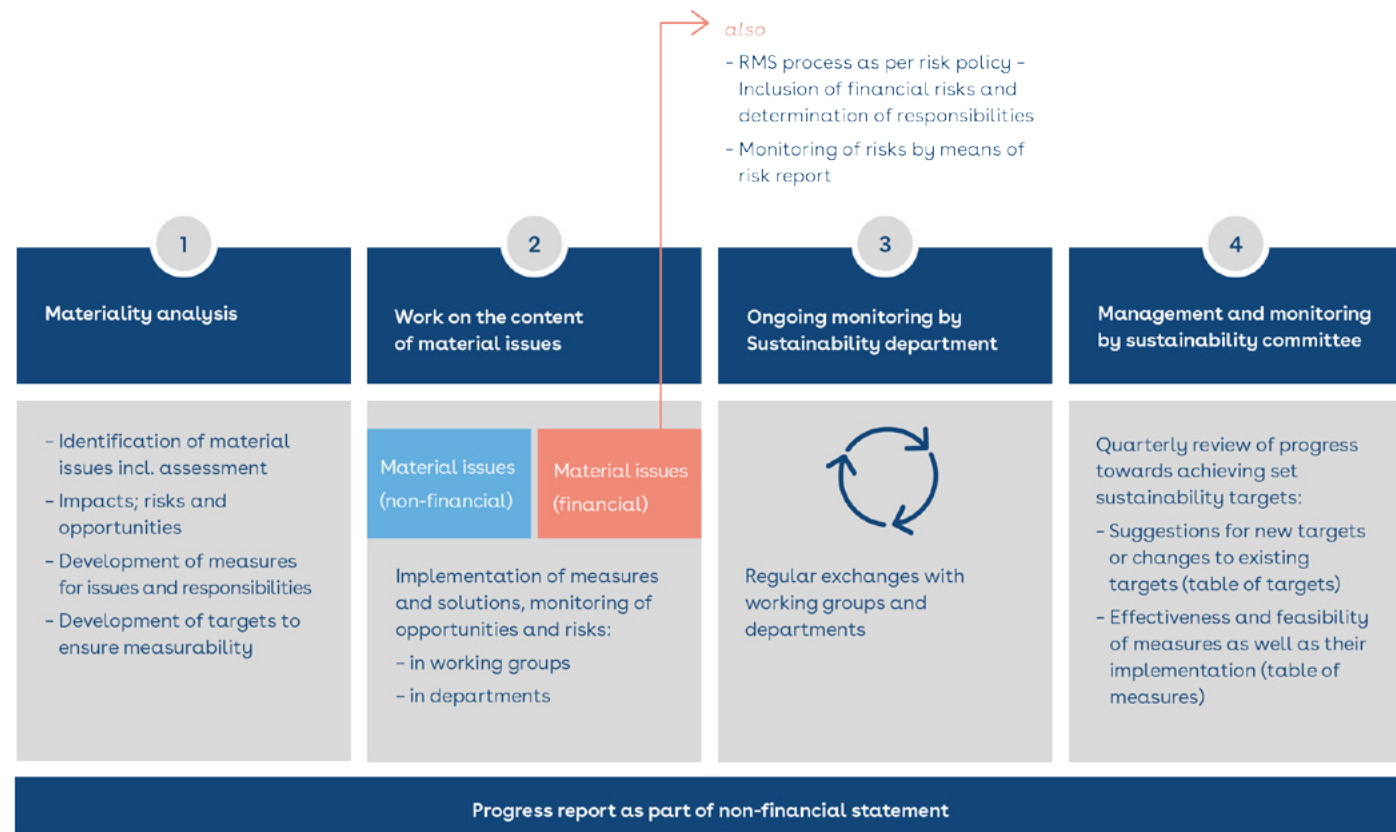 also
– RMS process as per risk policy –
Inclusion of financial risks and
determination of responsibilities
– Monitoring of risks by means of
risk report
1
Materiality analysis
– Identification of material
issues incl. assessment
– Impacts; risks and
opportunities
– Development of measures
for issues and responsibilities
– Development of targets to
ensure measurability
2
Work on the content
of material issues
Material issues
(non-financial)
Material issues
(financial)
Implementation of measures
and solutions, monitoring of
opportunities and risks:
– in working groups
– in departments
3
Ongoing monitoring by
Sustainability department
Regular exchanges with
working groups and
departments
4
Management and monitoring
by sustainability committee
Quarterly review of progress
towards achieving set
sustainability targets:
– Suggestions for new targets
or changes to existing
targets (table of targets)
– Effectiveness and feasibility
of measures as well as their
implementation (table of
measures)
Progress report as part of non-financial statement